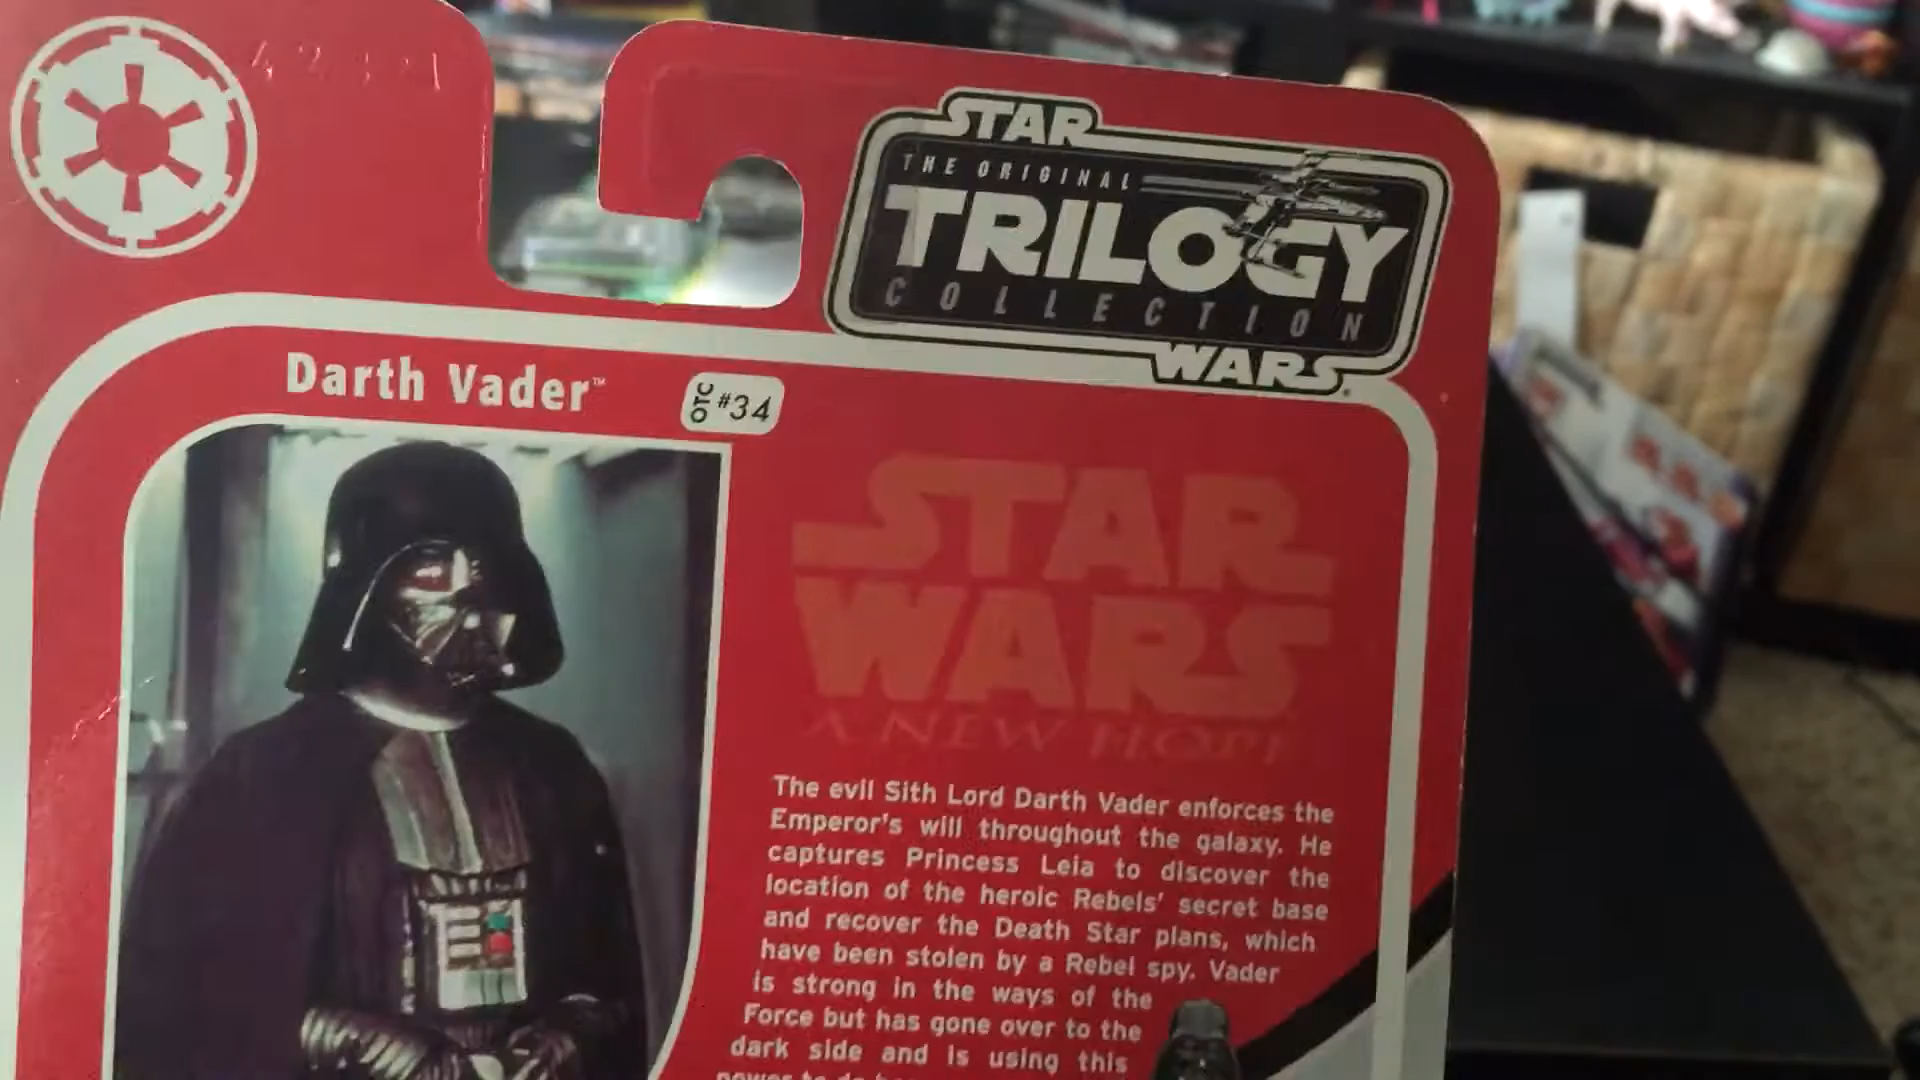 STAR
THE ORIGINAL
TRILOGY
COLLECTION
WARS
Darth Vader™
OTC #34
STAR
WARS
A NEW HOPE
The evil Sith Lord Darth Vader enforces the
Emperor's will throughout the galaxy. He
captures Princess Leia to discover the
location of the heroic Rebels' secret base
and recover the Death Star plans, which
have been stolen by a Rebel spy. Vader
is strong in the ways of the
Force but has gone over to the
dark side and is using this
power to do